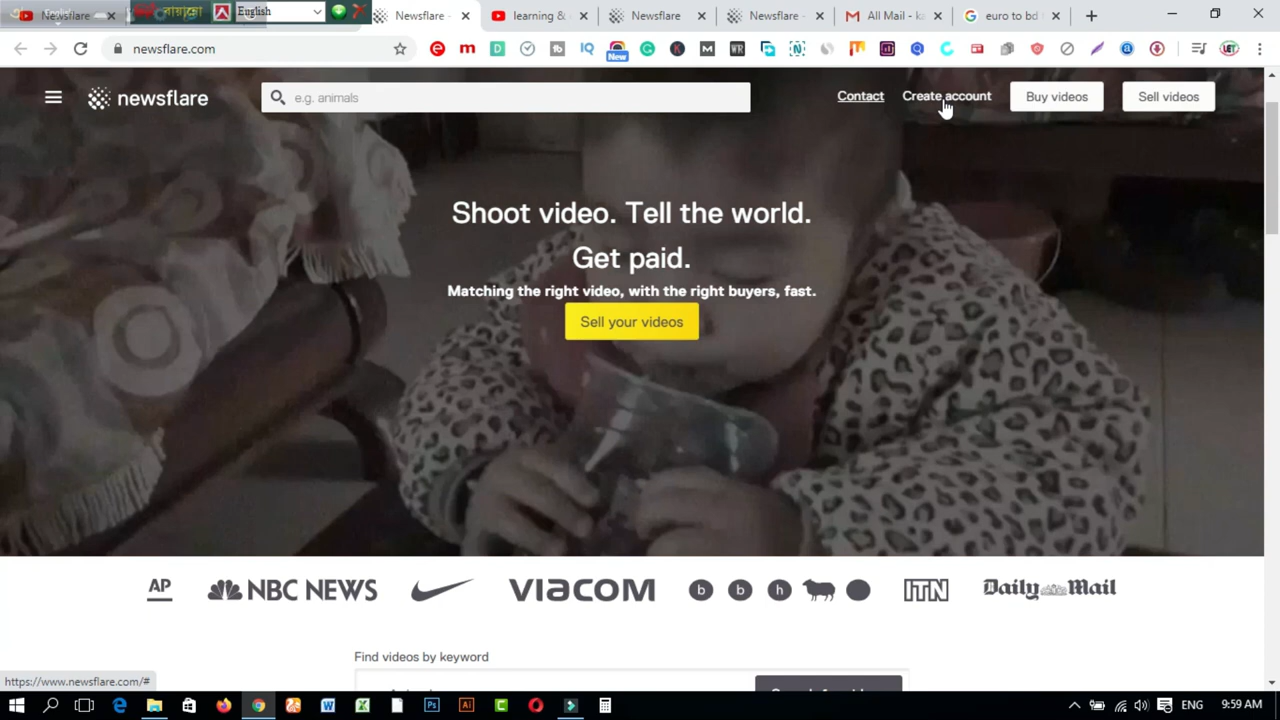 Newsflare
বায়ান্নো
English
Newsflare -
learning &
Newsflare
Newsflare -
All Mail - ka
euro to bd t
newsflare.com
New
newsflare
e.g. animals
Contact
Create account
Buy videos
Sell videos
Shoot video. Tell the world.
Get paid.
Matching the right video, with the right buyers, fast.
Sell your videos
AP
NBC NEWS
VIACOM
b b h
ITN
Daily Mail
Find videos by keyword
https://www.newsflare.com/#
ENG
9:59 AM